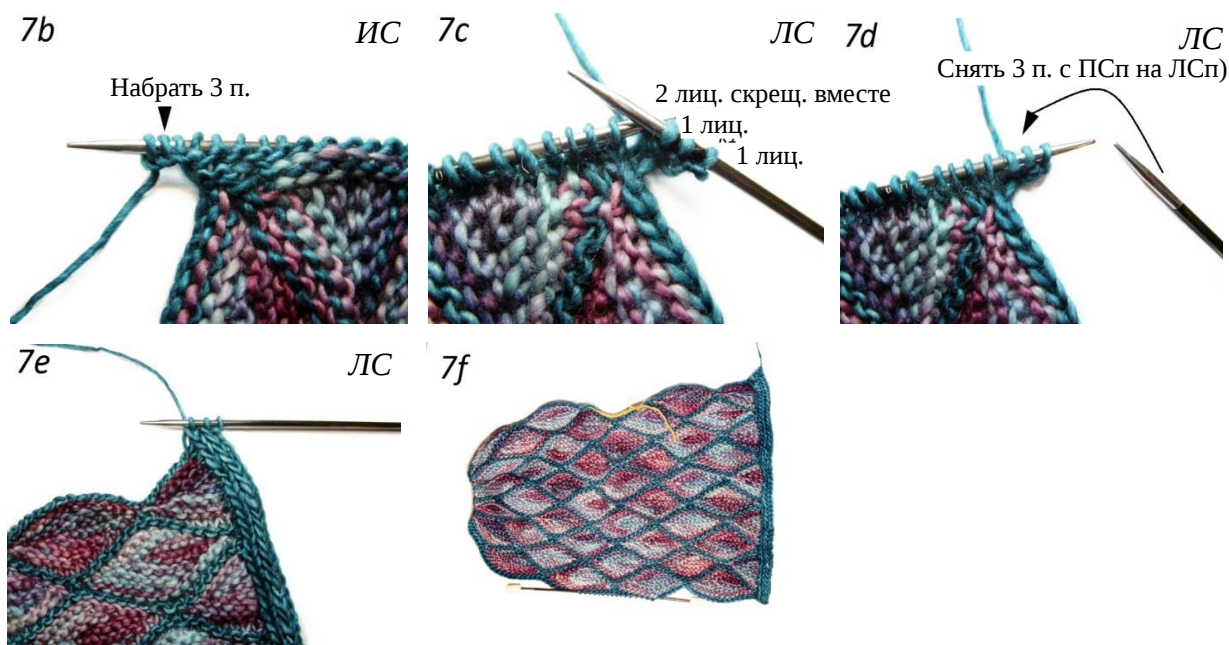 7b
ИС
Набрать 3 п.
7c
ЛС
2 лиц. скрещ. вместе
1 лиц.
1 лиц.
7d
ЛС
Снять 3 п. с ПСп на ЛСп)
7e
ЛС
7f